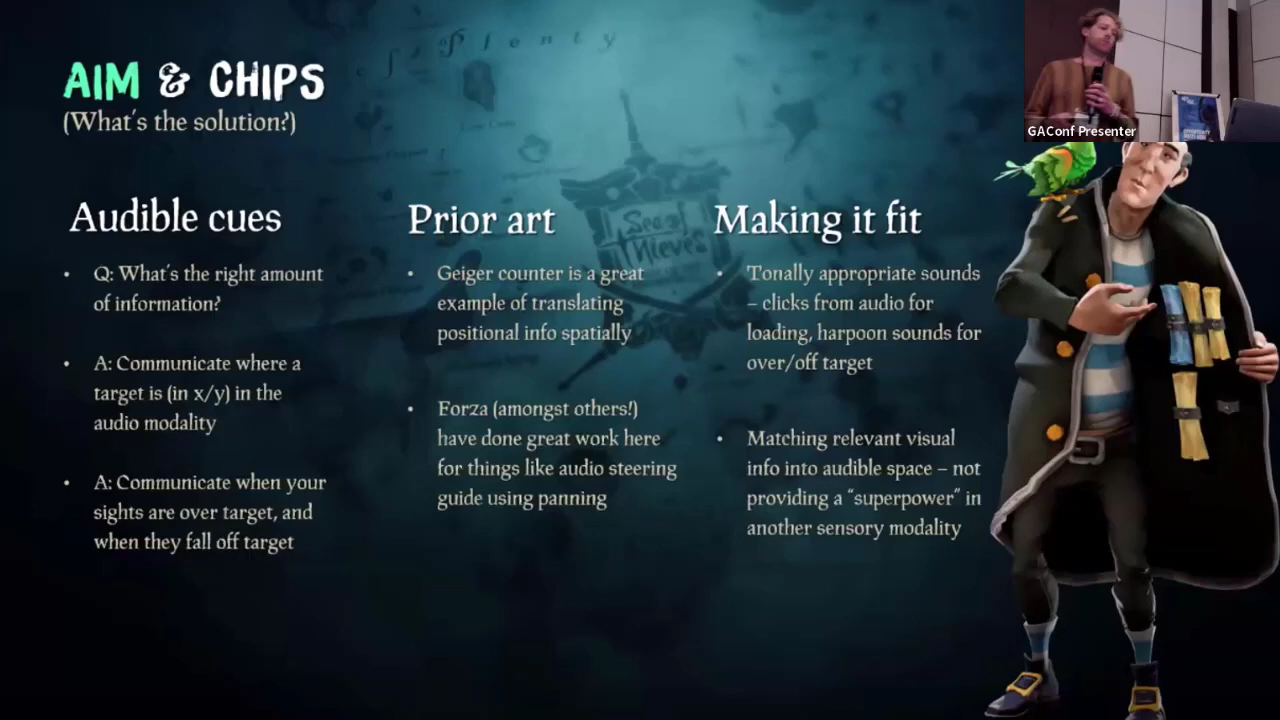 AIM & CHIPS
(What's the solution?)
Audible cues
• Q: What's the right amount
of information?
• A: Communicate where a
target is (in x/y) in the
audio modality
• A: Communicate when your
sights are over target, and
when they fall off target
Prior art
• Geiger counter is a great
example of translating
positional info spatially
• Forza (amongst others!)
have done great work here
for things like audio steering
guide using panning
Making it fit
• Tonally appropriate sounds
– clicks from audio for
loading, harpoon sounds for
over/off target
• Matching relevant visual
info into audible space – not
providing a “superpower” in
another sensory modality
GAConf Presenter
Plenty
Sea of
Thieves